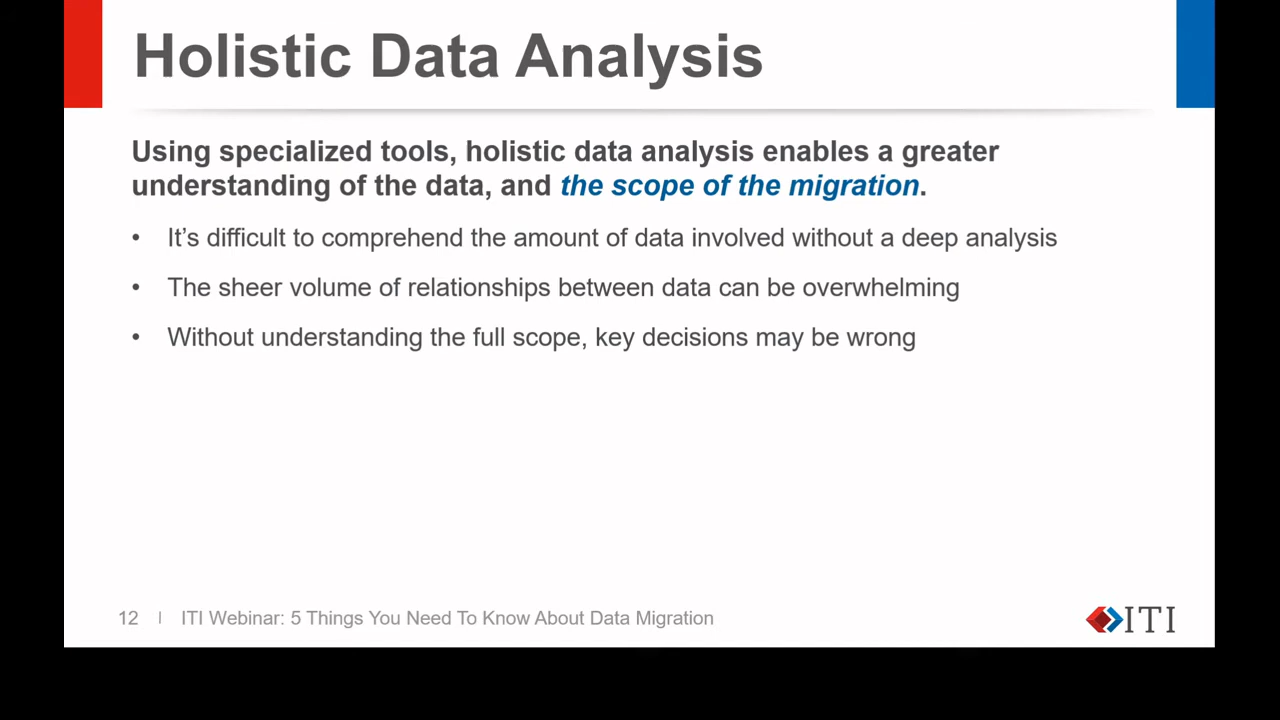 Holistic Data Analysis
Using specialized tools, holistic data analysis enables a greater
understanding of the data, and the scope of the migration.
• It’s difficult to comprehend the amount of data involved without a deep analysis
• The sheer volume of relationships between data can be overwhelming
• Without understanding the full scope, key decisions may be wrong
12 | ITI Webinar: 5 Things You Need To Know About Data Migration
ITI